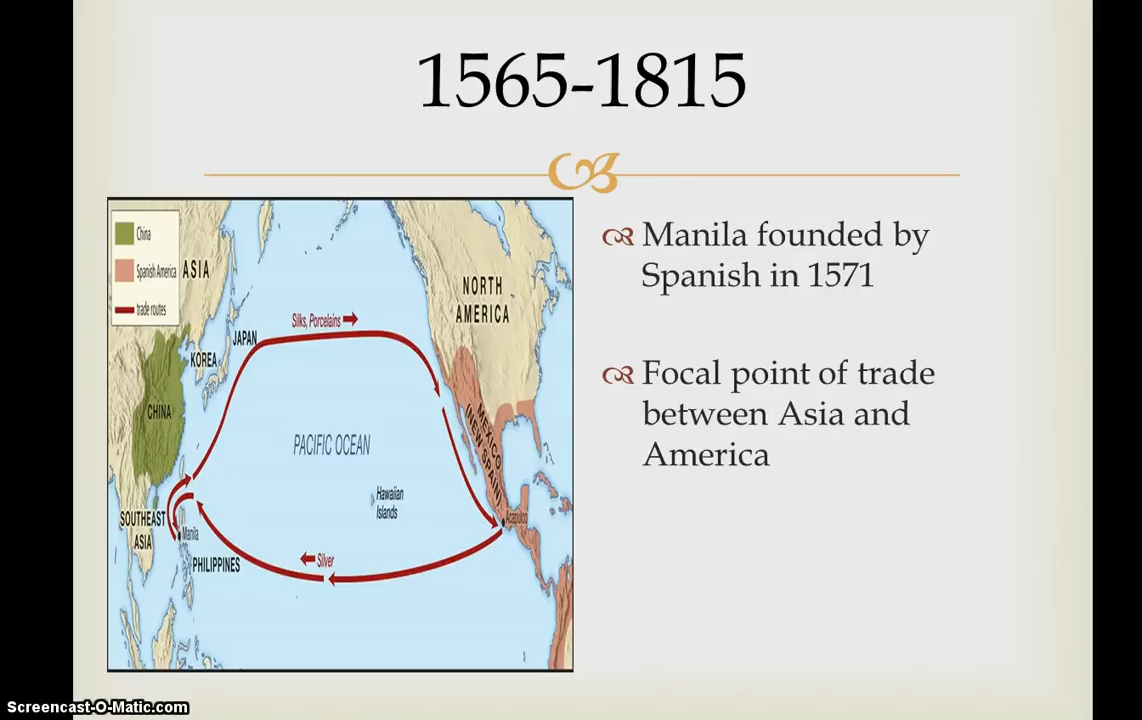 1565-1815
China
Spanish America
trade routes
ASIA
NORTH
AMERICA
Silks, Porcelains
JAPAN
KOREA
CHINA
PACIFIC OCEAN
MEXICO
(NEW SPAIN)
Hawaiian
Islands
Acapulco
SOUTHEAST
ASIA
Manila
PHILIPPINES
Silver
Manila founded by
Spanish in 1571
Focal point of trade
between Asia and
America
Screencast-O-Matic.com